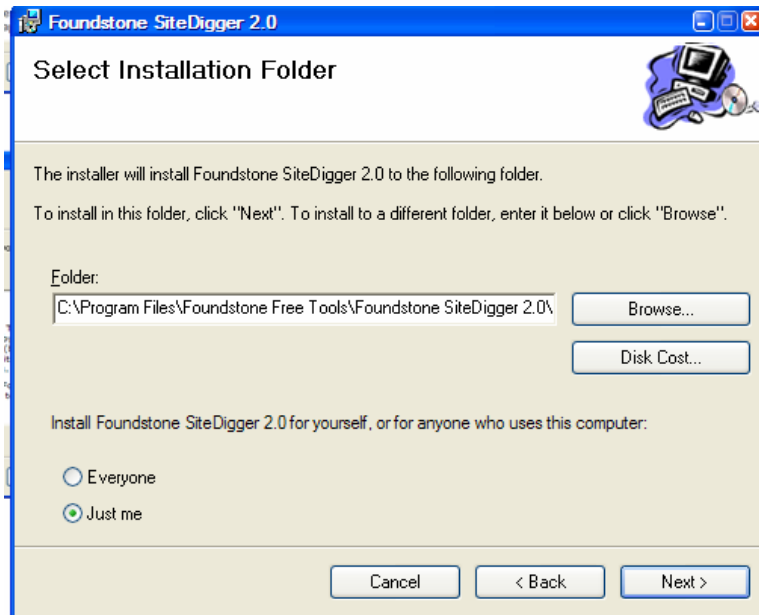 Foundstone SiteDigger 2.0
Select Installation Folder
The installer will install Foundstone SiteDigger 2.0 to the following folder.
To install in this folder, click "Next". To install to a different folder, enter it below or click "Browse".
Folder:
C:\Program Files\Foundstone Free Tools\Foundstone SiteDigger 2.0\
Browse...
Disk Cost...
Install Foundstone SiteDigger 2.0 for yourself, or for anyone who uses this computer:
Everyone
Just me
Cancel
< Back
Next >